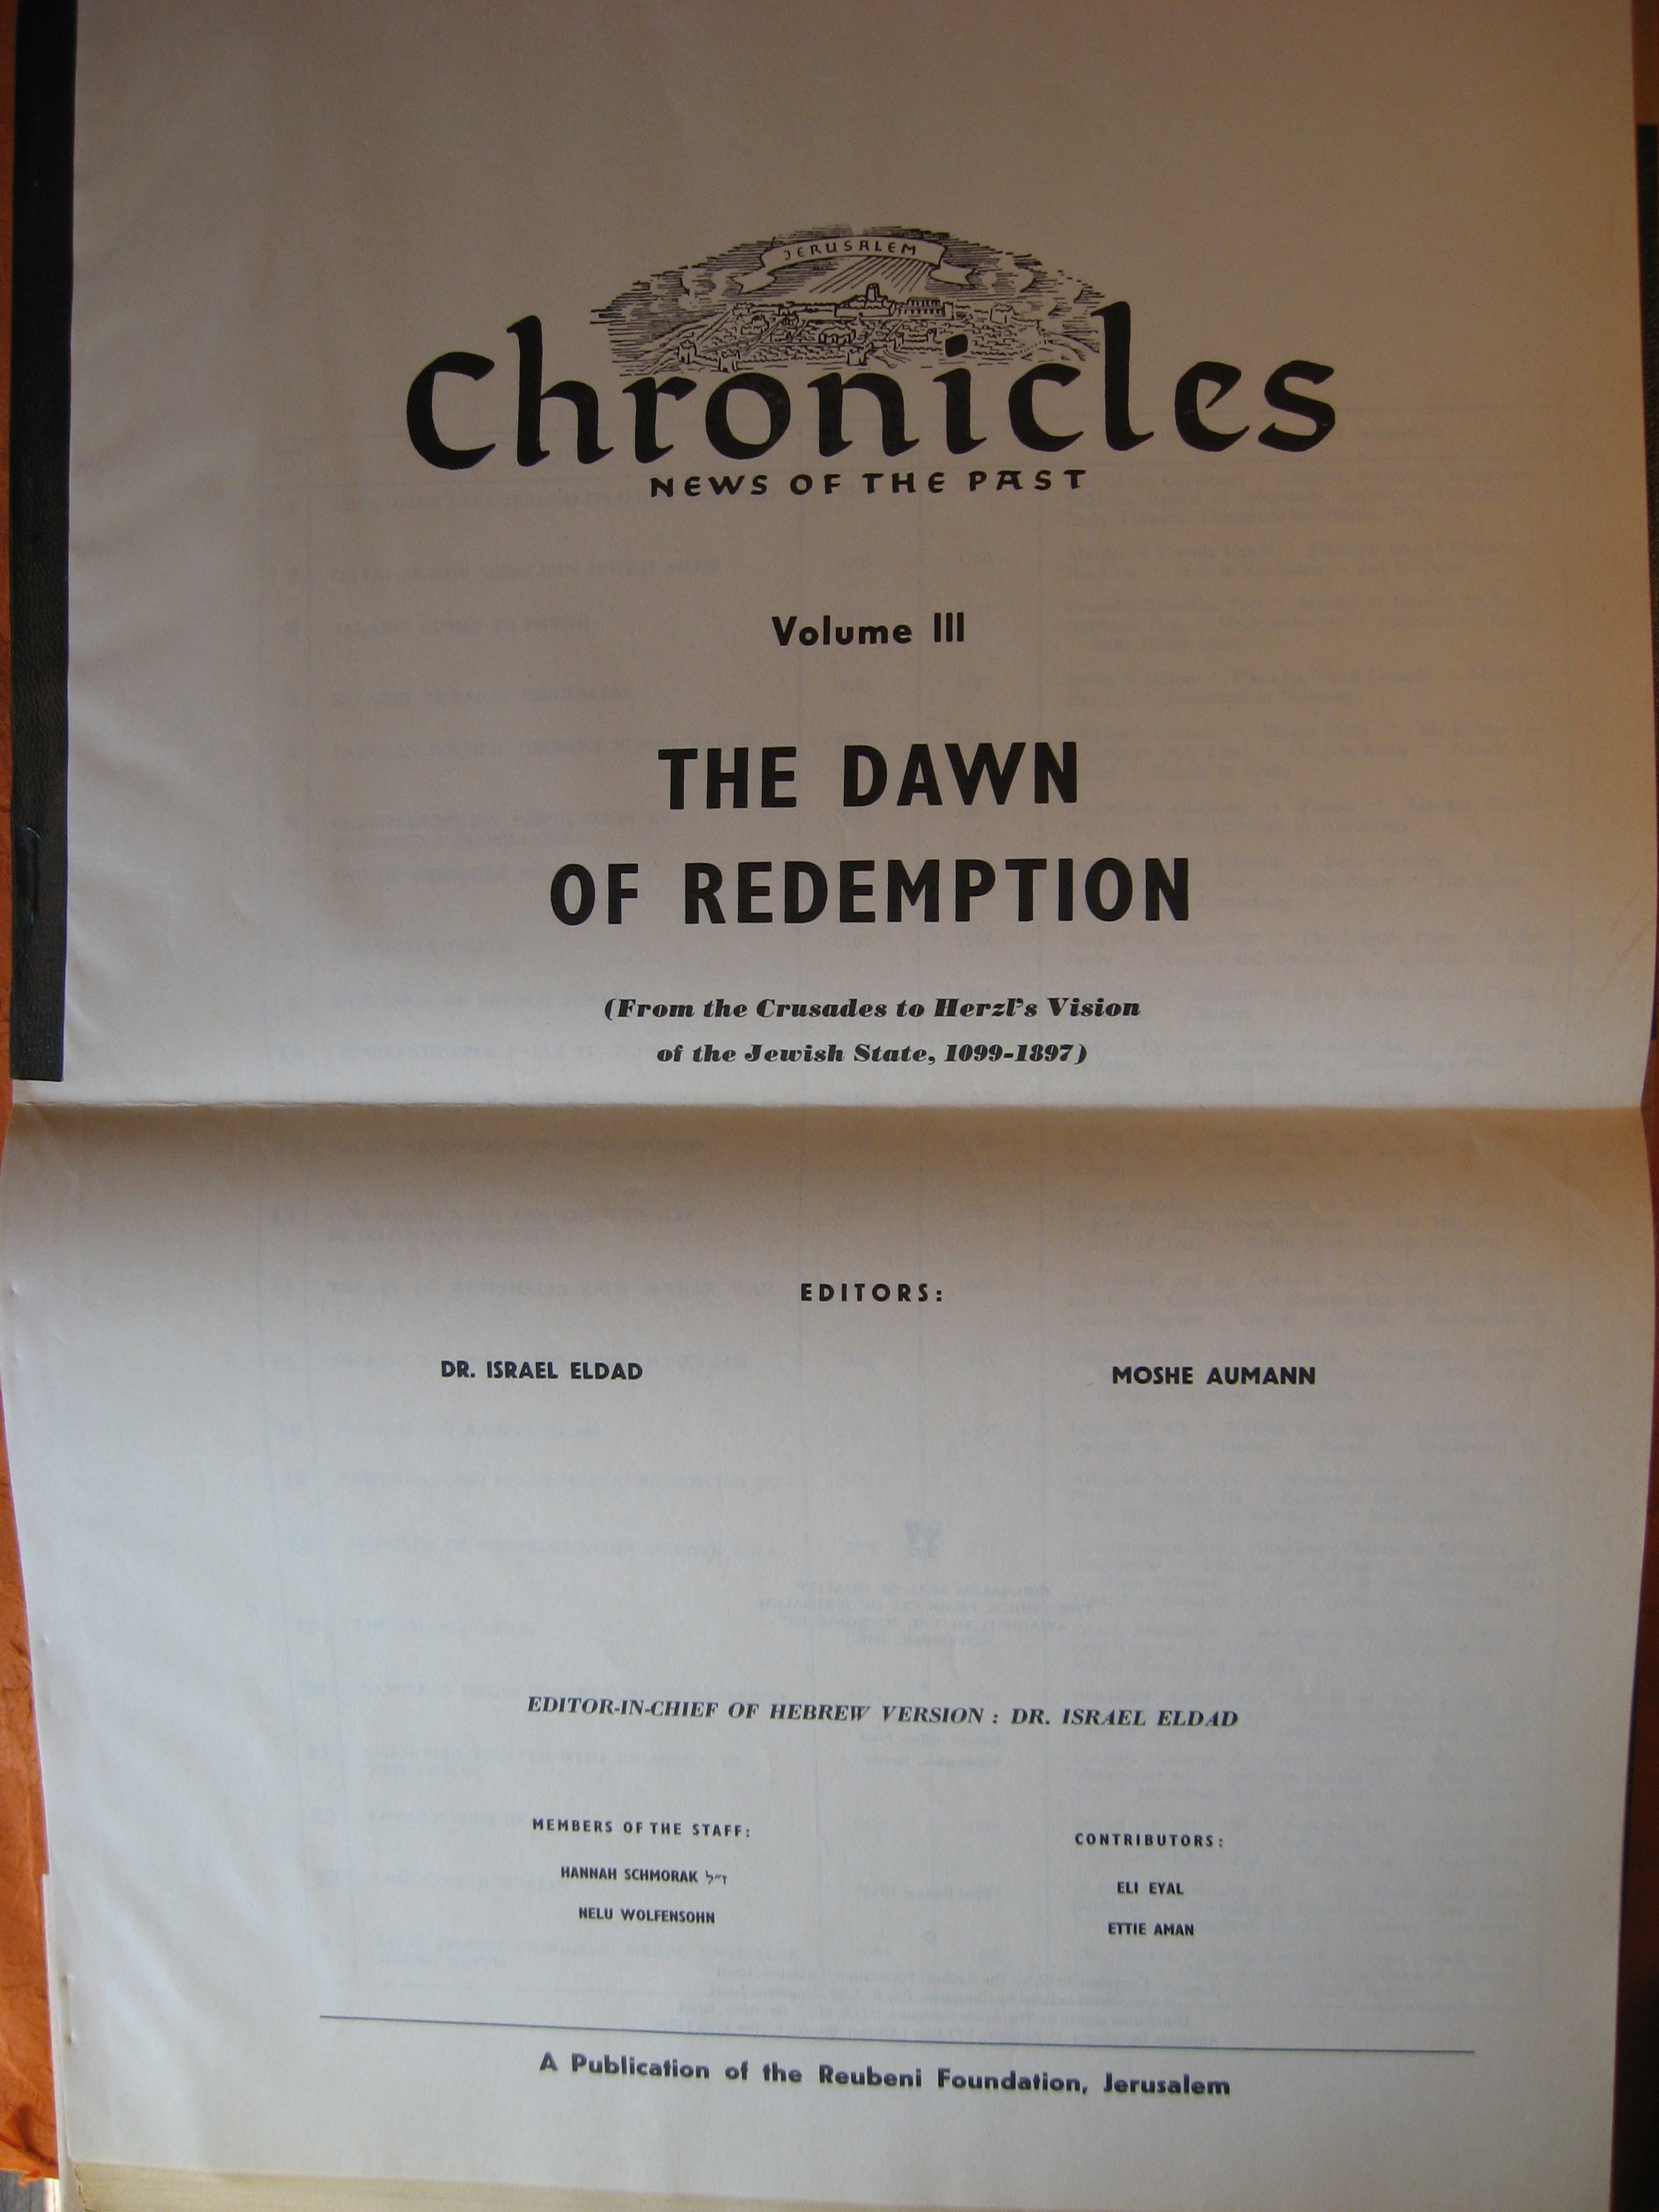 JERUSALEM
Chronicles
NEWS OF THE PAST
Volume III
THE DAWN
OF REDEMPTION
(From the Crusades to Herzl's Vision
of the Jewish State, 1099-1897)
EDITORS:
DR. ISRAEL ELDAD
MOSHE AUMANN
EDITOR-IN-CHIEF OF HEBREW VERSION : DR. ISRAEL ELDAD
MEMBERS OF THE STAFF:
HANNAH SCHMORAK ז״ל
NELU WOLFENSOHN
CONTRIBUTORS:
ELI EYAL
ETTIE AMAN
A Publication of the Reubeni Foundation, Jerusalem